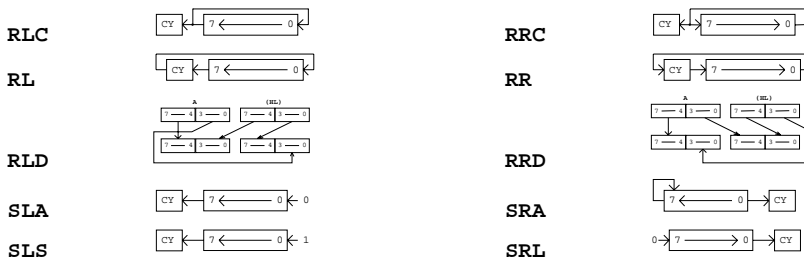 RLC CY 7 0 RRC CY 7 0
RL CY 7 0 RR CY 7 0
A (HL) A (HL)
7 4 3 0 7 4 3 0 7 4 3 0 7 4 3 0
RLD 7 4 3 0 7 4 3 0 RRD 7 4 3 0 7 4 3 0
SLA CY 7 0 0 SRA 7 0 CY
SLS CY 7 0 1 SRL 0 7 0 CY